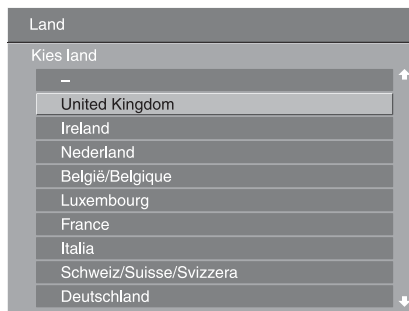 Land
Kies land
–
United Kingdom
Ireland
Nederland
België/Belgique
Luxembourg
France
Italia
Schweiz/Suisse/Svizzera
Deutschland